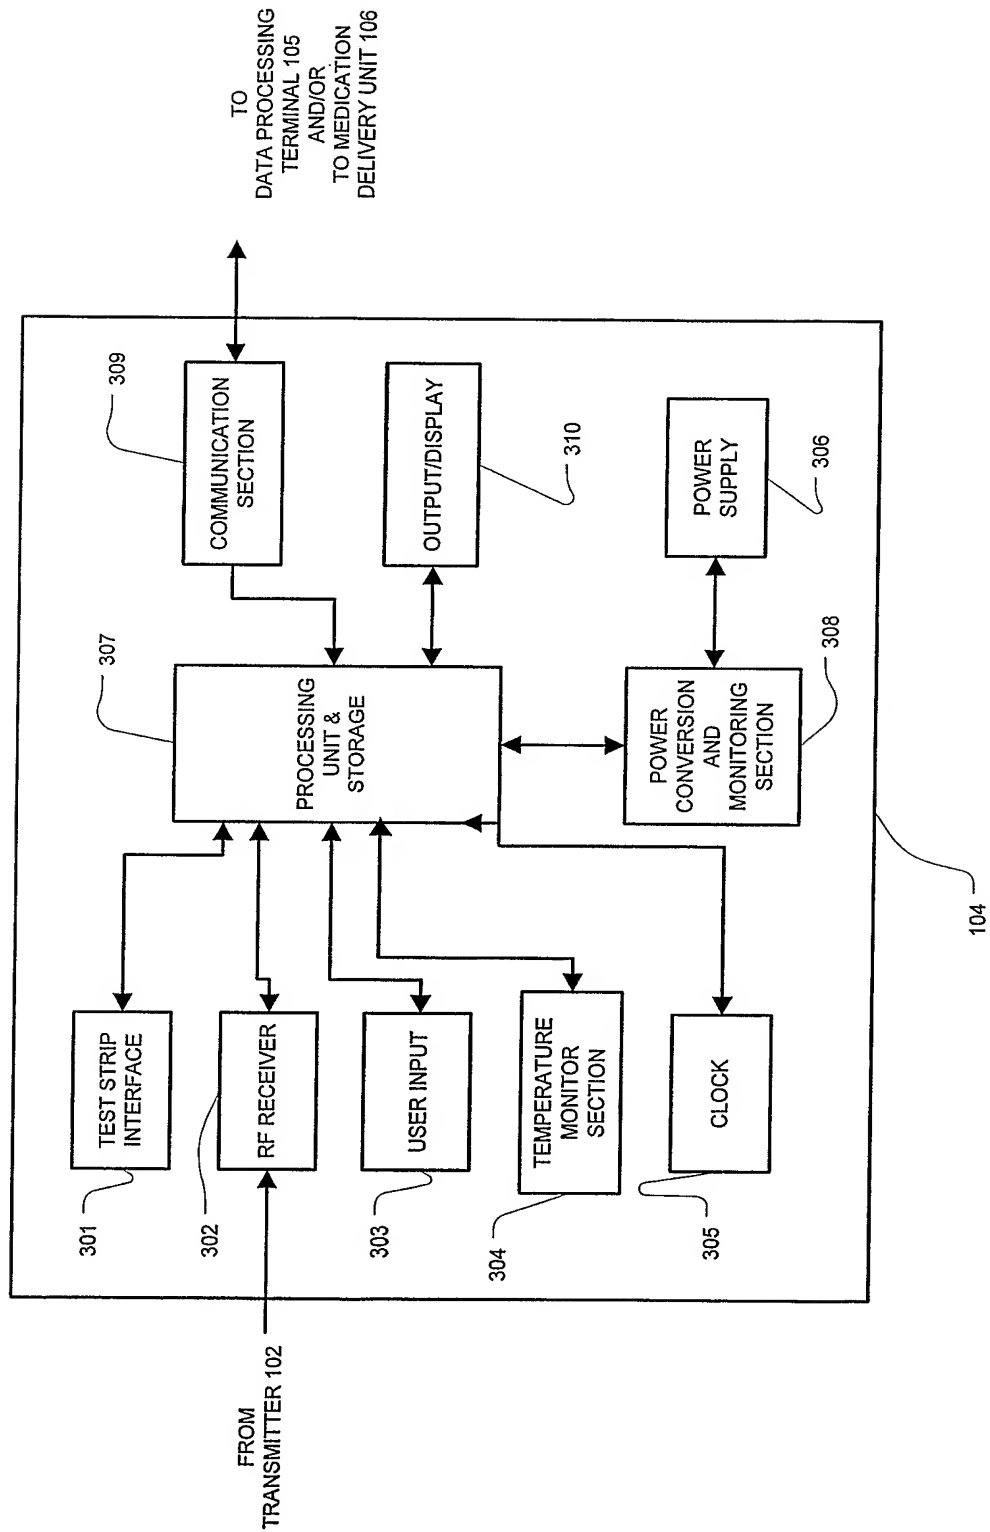 FROM
TRANSMITTER 102
301
TEST STRIP
INTERFACE
302
RF RECEIVER
303
USER INPUT
304
TEMPERATURE
MONITOR
SECTION
305
CLOCK
307
PROCESSING
UNIT &
STORAGE
POWER
CONVERSION
AND
MONITORING
SECTION
308
309
COMMUNICATION
SECTION
OUTPUT/DISPLAY
310
POWER
SUPPLY
306
104
TO
DATA PROCESSING
TERMINAL 105
AND/OR
TO MEDICATION
DELIVERY UNIT 106